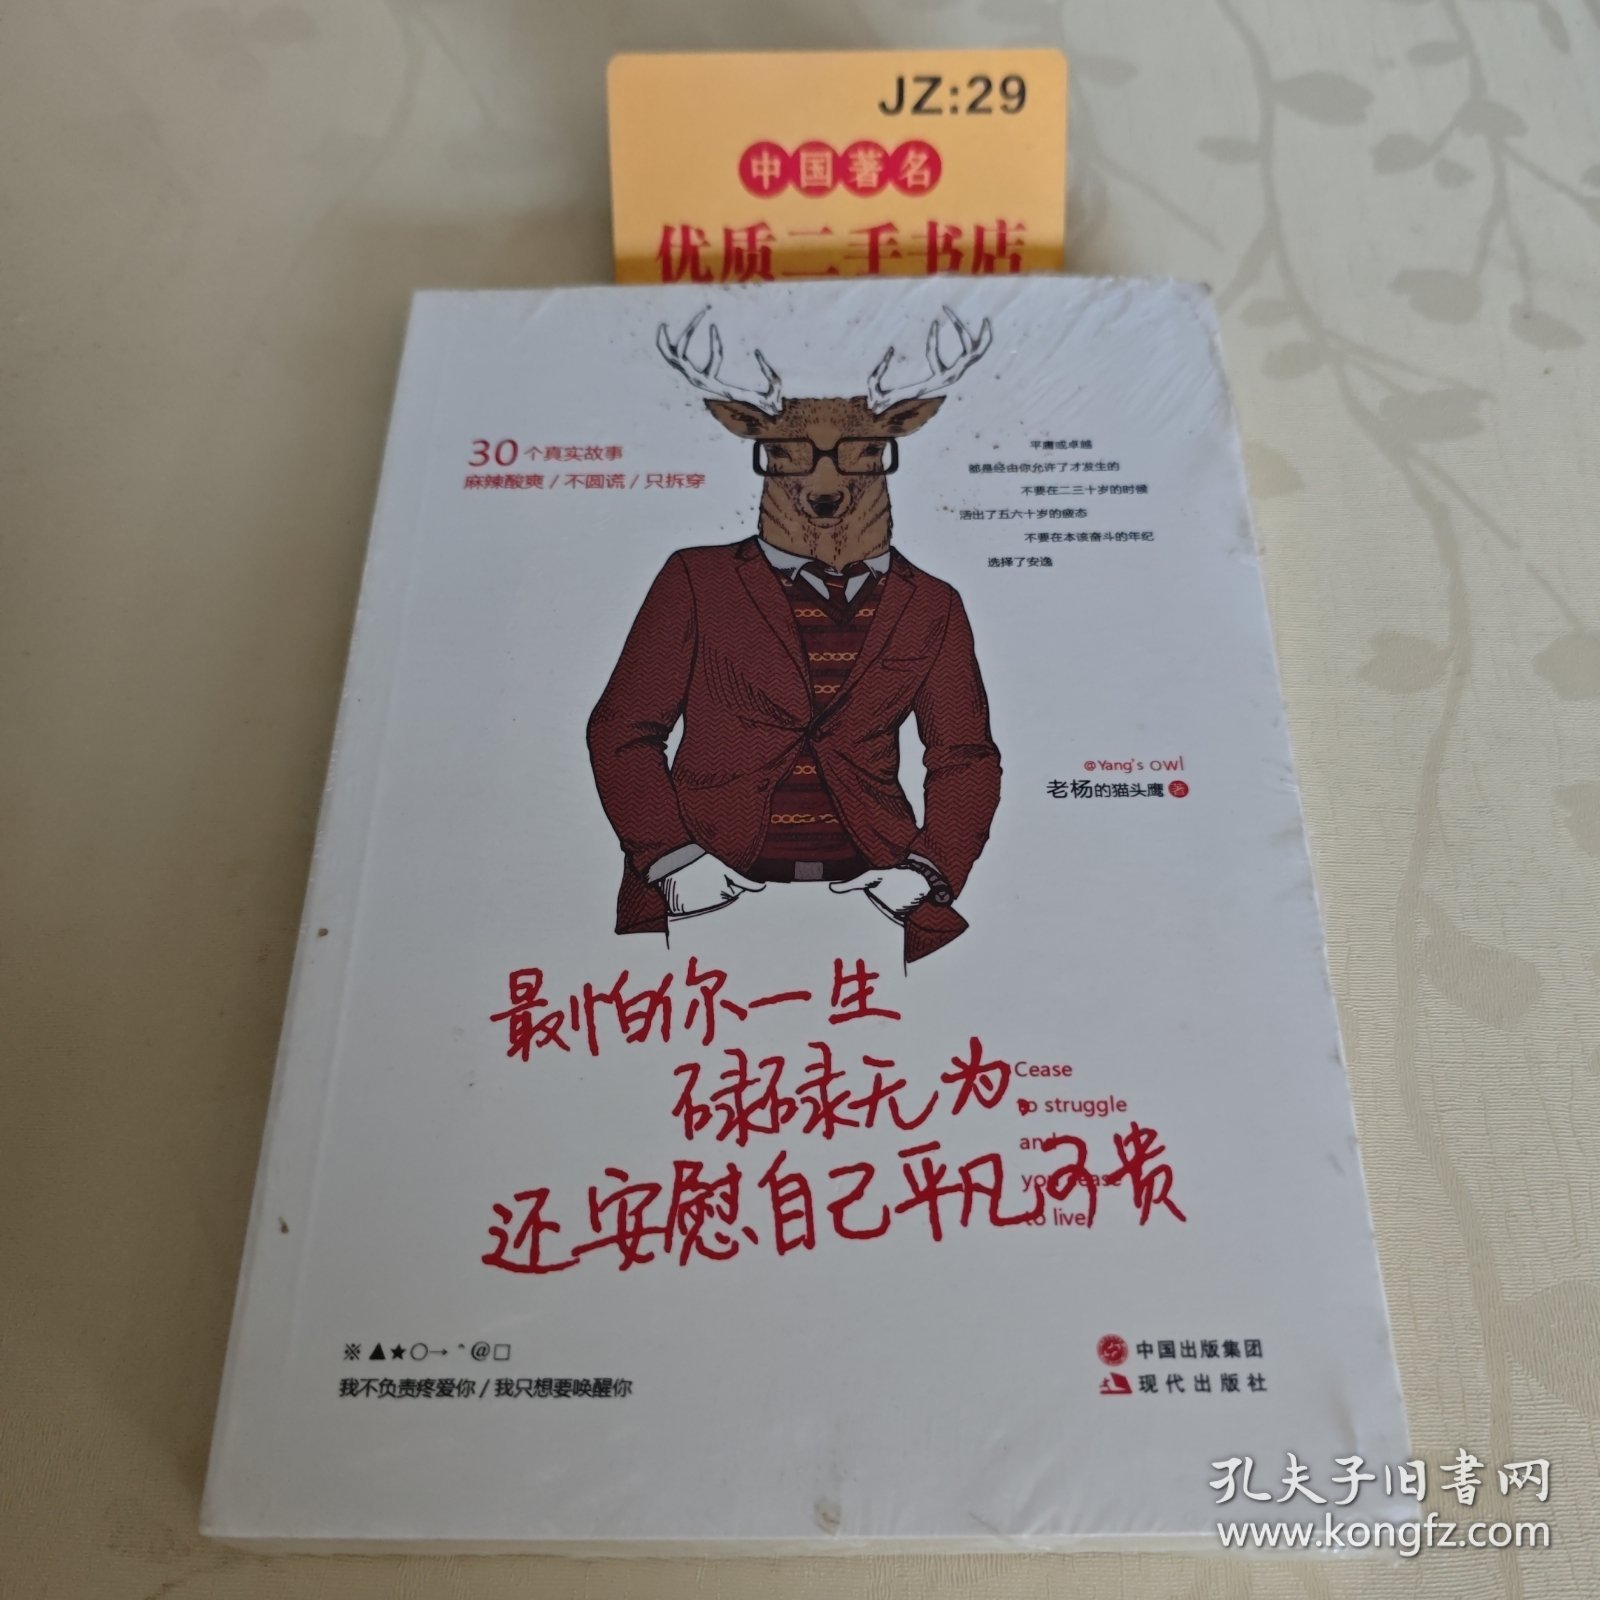 JZ:29
中国著名
优质二手书店
30个真实故事
麻辣酸爽/不圆谎/只拆穿
平庸或卓越
都是经由你允许了才发生的
不要在二三十岁的时候
活出了五六十岁的疲态
不要在本该奋斗的年纪
选择了安逸
@Yang's owl
老杨的猫头鹰 著
最怕你一生
碌碌无为,
还安慰自己平凡可贵
Cease
to struggle
and
you cease
to live
※▲★○→ˆ@□
我不负责疼爱你/我只想要唤醒你
中国出版集团
现代出版社
孔夫子旧书网
www.kongfz.com